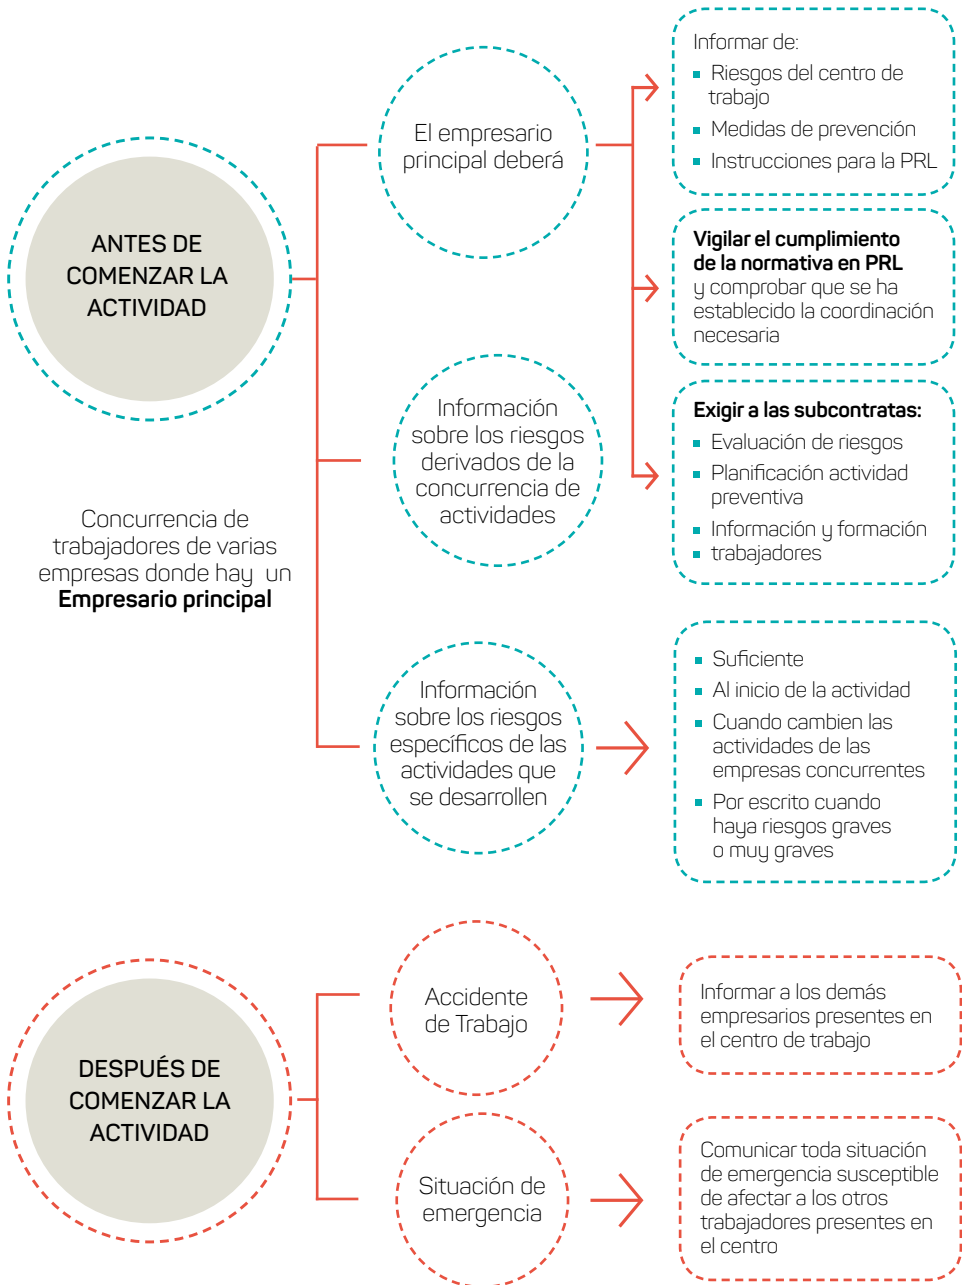 ANTES DE
COMENZAR LA
ACTIVIDAD
Concurrencia de
trabajadores de varias
empresas donde hay un
Empresario principal
El empresario
principal deberá
Informar de:
Riesgos del centro de
trabajo
Medidas de prevención
Instrucciones para la PRL
Vigilar el cumplimiento
de la normativa en PRL
y comprobar que se ha
establecido la coordinación
necesaria
Exigir a las subcontratas:
Evaluación de riesgos
Planificación actividad
preventiva
Información y formación
trabajadores
Información
sobre los riesgos
derivados de la
concurrencia de
actividades
Información
sobre los riesgos
específicos de las
actividades que
se desarrollen
Suficiente
Al inicio de la actividad
Cuando cambien las
actividades de las
empresas concurrentes
Por escrito cuando
haya riesgos graves
o muy graves
DESPUÉS DE
COMENZAR LA
ACTIVIDAD
Accidente
de Trabajo
Informar a los demás
empresarios presentes en
el centro de trabajo
Situación de
emergencia
Comunicar toda situación
de emergencia susceptible
de afectar a los otros
trabajadores presentes en
el centro